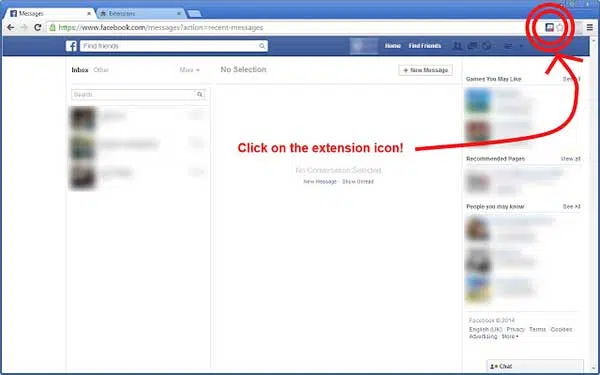 Messages
Extensions
https://www.facebook.com/messages?action=recent-messages
f
Find friends
Home
Find Friends
Inbox
Other
More
No Selection
+ New Message
Search...
Games You May Like
See All
Click on the extension icon!
Recommended Pages
View all
No Conversation Selected
New Message · Show Unread
People you may know
See All
Facebook © 2014
English (UK) · Privacy · Terms · Cookies ·
Advertising · More
Chat